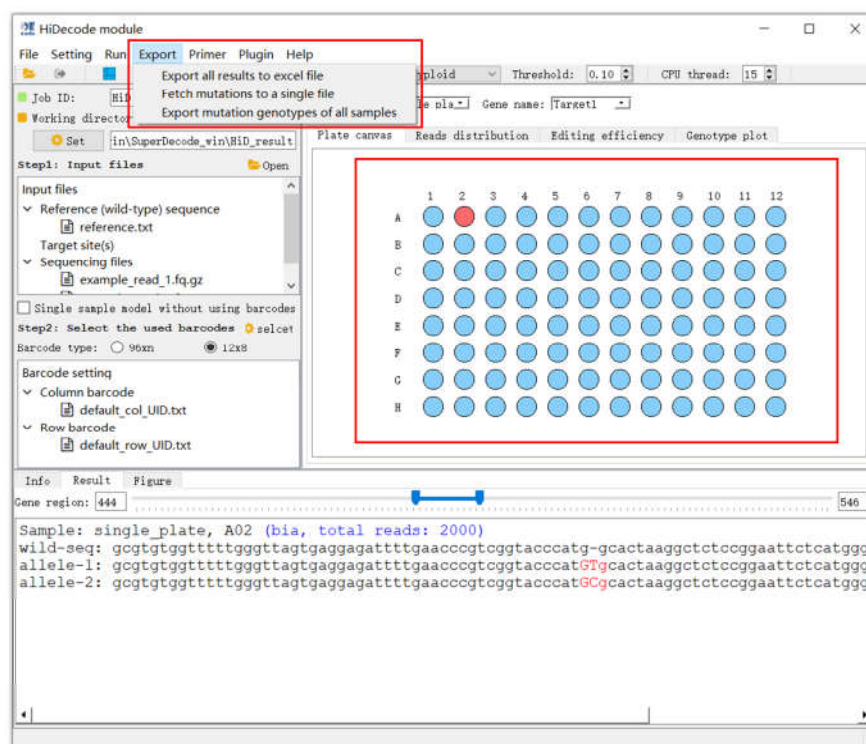 HiDecode module
File Setting Run Export Primer Plugin Help
Export all results to excel file
Fetch mutations to a single file
Export mutation genotypes of all samples
Threshold: 0.10 CPU thread: 15
Job ID:
Gene name: Target1
Set in\SuperDecode_win\HiD_result
Plate canvas Reads distribution Editing efficiency Genotype plot
Step1: Input files Open
Input files
Reference (wild-type) sequence
reference.txt
Target site(s)
Sequencing files
example_read_1.fq.gz
Single sample model without using barcodes
Step2: Select the used barcodes selcet
Barcode type: 96xn 12x8
Barcode setting
Column barcode
default_col_UID.txt
Row barcode
default_row_UID.txt
1 2 3 4 5 6 7 8 9 10 11 12
A
B
C
D
E
F
G
H
Info Result Figure
Gene region: 444 546
Sample: single_plate, A02 (bia, total reads: 2000)
wild-seq: gcgtgtggtttttgggttagtgaggagattttgaacccgtcggtacccatg-gcactaaggctctccggaattctcatggg
allele-1: gcgtgtggtttttgggttagtgaggagattttgaacccgtcggtacccatGTgcactaaggctctccggaattctcatggg
allele-2: gcgtgtggtttttgggttagtgaggagattttgaacccgtcggtacccatGCgcactaaggctctccggaattctcatggg